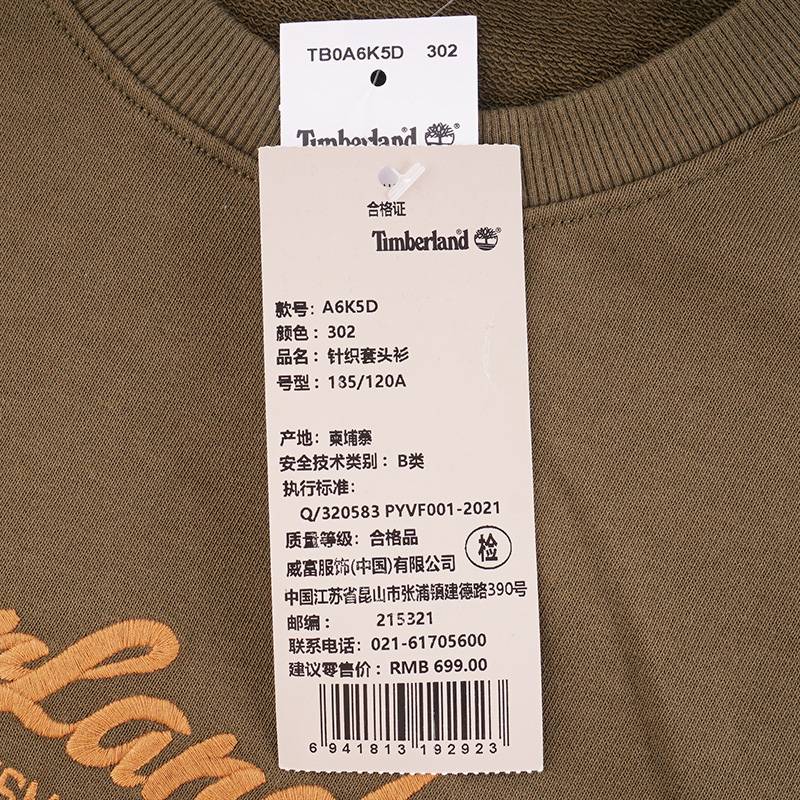 TB0A6K5D 302
Timberland
合格证
Timberland
款号：A6K5D
颜色：302
品名：针织套头衫
号型：185/120A
产地：柬埔寨
安全技术类别：B类
执行标准：
Q/320583 PYVF001-2021
质量等级：合格品
检
威富服饰(中国)有限公司
中国江苏省昆山市张浦镇建德路390号
邮编：215321
联系电话：021-61705600
建议零售价：RMB 699.00
6 941813 192923